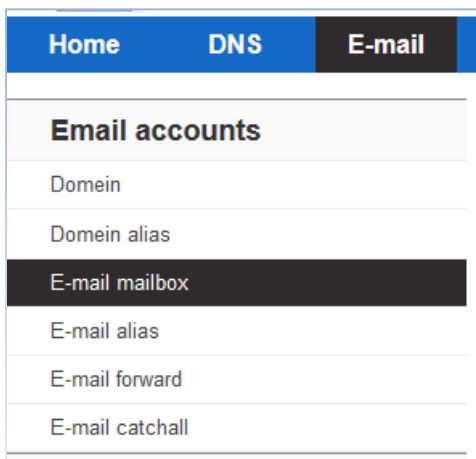 Home DNS E-mail
Email accounts
Domein
Domein alias
E-mail mailbox
E-mail alias
E-mail forward
E-mail catchall